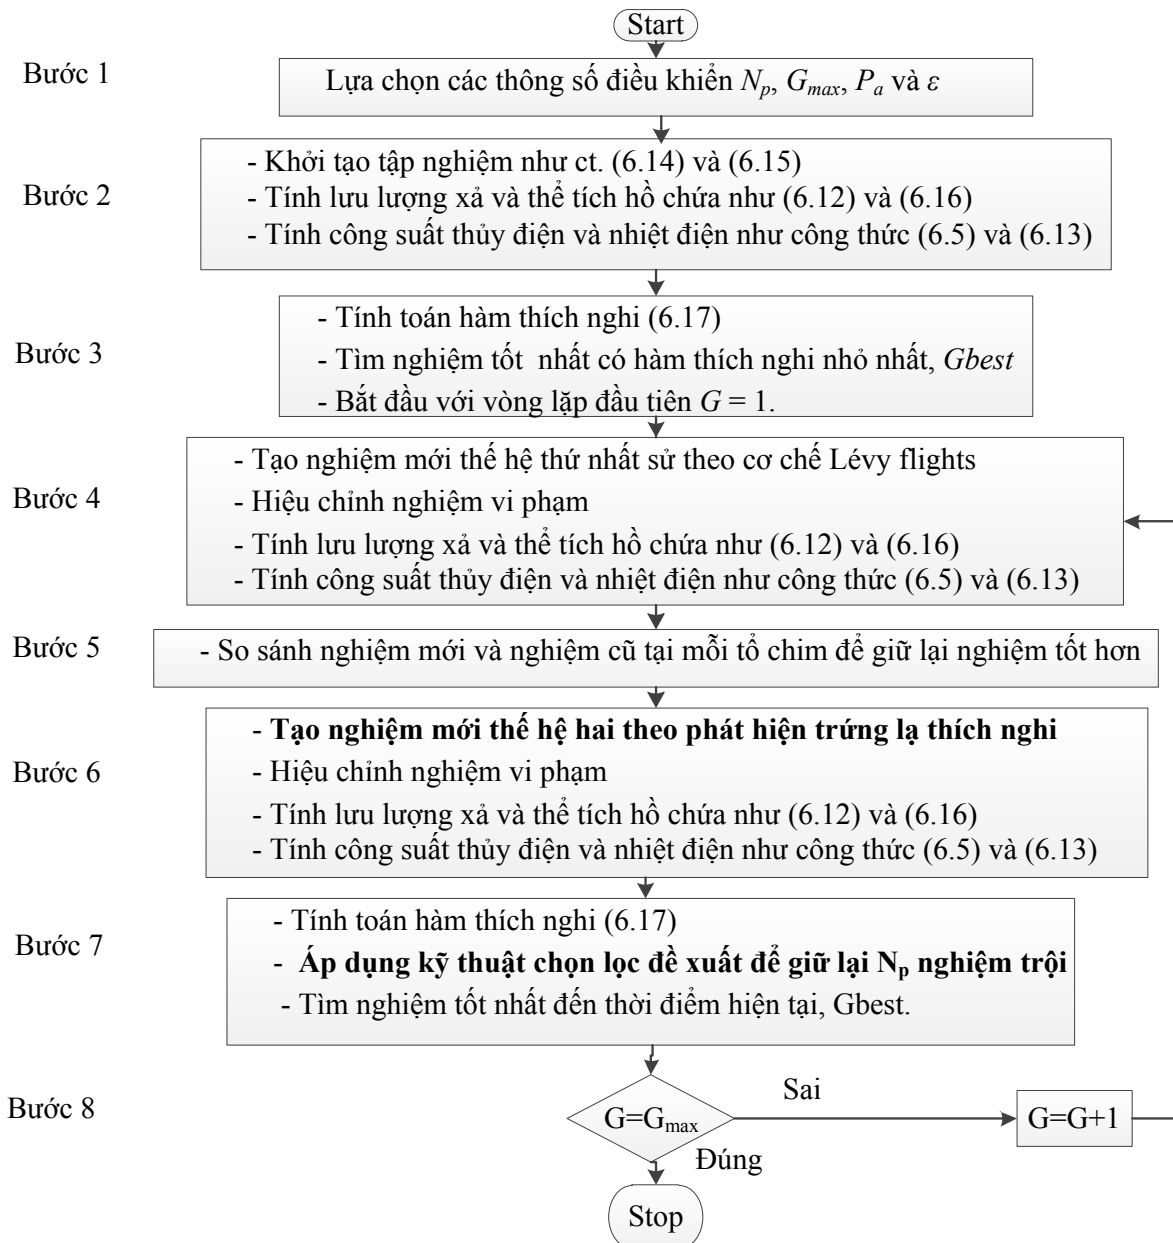 Start
Bước 1
Lựa chọn các thông số điều khiển Np, Gmax, Pa và ε
Bước 2
- Khởi tạo tập nghiệm như ct. (6.14) và (6.15)
- Tính lưu lượng xả và thể tích hồ chứa như (6.12) và (6.16)
- Tính công suất thủy điện và nhiệt điện như công thức (6.5) và (6.13)
Bước 3
- Tính toán hàm thích nghi (6.17)
- Tìm nghiệm tốt nhất có hàm thích nghi nhỏ nhất, Gbest
- Bắt đầu với vòng lặp đầu tiên G = 1.
Bước 4
- Tạo nghiệm mới thế hệ thứ nhất sử theo cơ chế Lévy flights
- Hiệu chỉnh nghiệm vi phạm
- Tính lưu lượng xả và thể tích hồ chứa như (6.12) và (6.16)
- Tính công suất thủy điện và nhiệt điện như công thức (6.5) và (6.13)
Bước 5
- So sánh nghiệm mới và nghiệm cũ tại mỗi tổ chim để giữ lại nghiệm tốt hơn
Bước 6
- Tạo nghiệm mới thế hệ hai theo phát hiện trứng lạ thích nghi
- Hiệu chỉnh nghiệm vi phạm
- Tính lưu lượng xả và thể tích hồ chứa như (6.12) và (6.16)
- Tính công suất thủy điện và nhiệt điện như công thức (6.5) và (6.13)
Bước 7
- Tính toán hàm thích nghi (6.17)
- Áp dụng kỹ thuật chọn lọc đề xuất để giữ lại Np nghiệm trội
- Tìm nghiệm tốt nhất đến thời điểm hiện tại, Gbest.
Bước 8
G=Gmax
Sai
G=G+1
Đúng
Stop